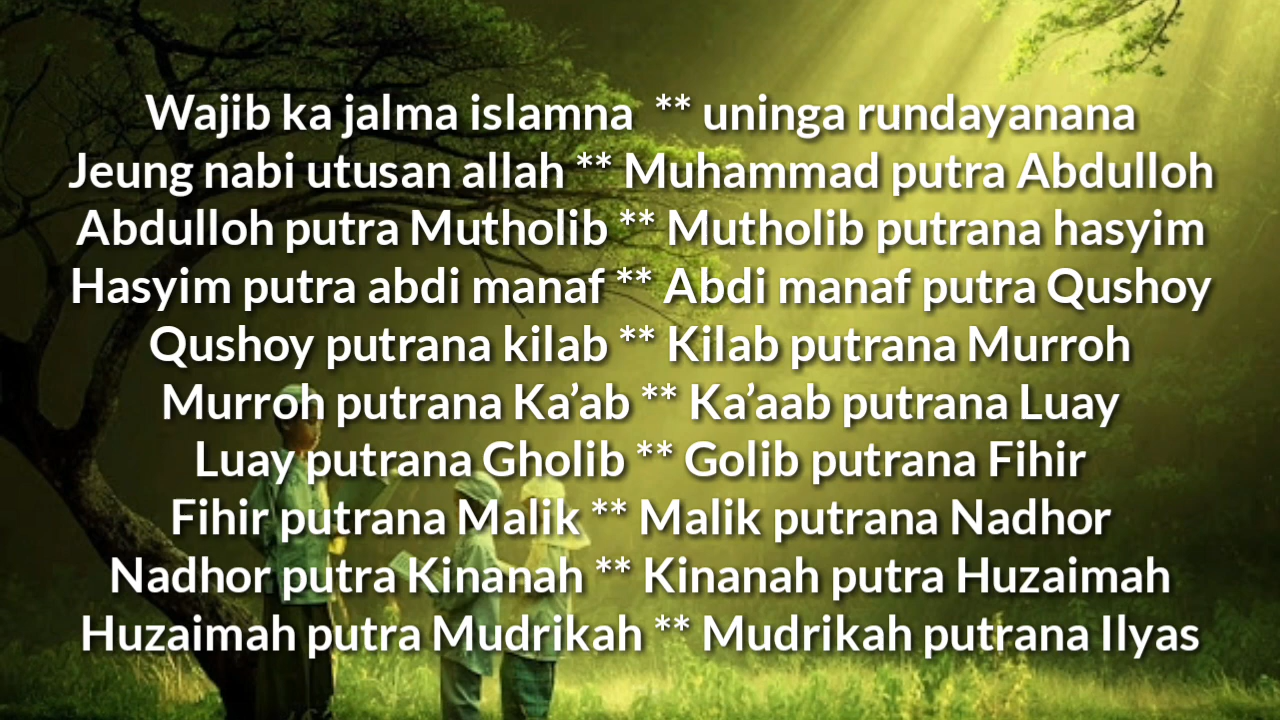 Wajib ka jalma islamna ** uninga rundayanana
Jeung nabi utusan allah ** Muhammad putra Abdulloh
Abdulloh putra Mutholib ** Mutholib putrana hasyim
Hasyim putra abdi manaf ** Abdi manaf putra Qushoy
Qushoy putrana kilab ** Kilab putrana Murroh
Murroh putrana Ka’ab ** Ka’aab putrana Luay
Luay putrana Gholib ** Golib putrana Fihir
Fihir putrana Malik ** Malik putrana Nadhor
Nadhor putra Kinanah ** Kinanah putra Huzaimah
Huzaimah putra Mudrikah ** Mudrikah putrana Ilyas